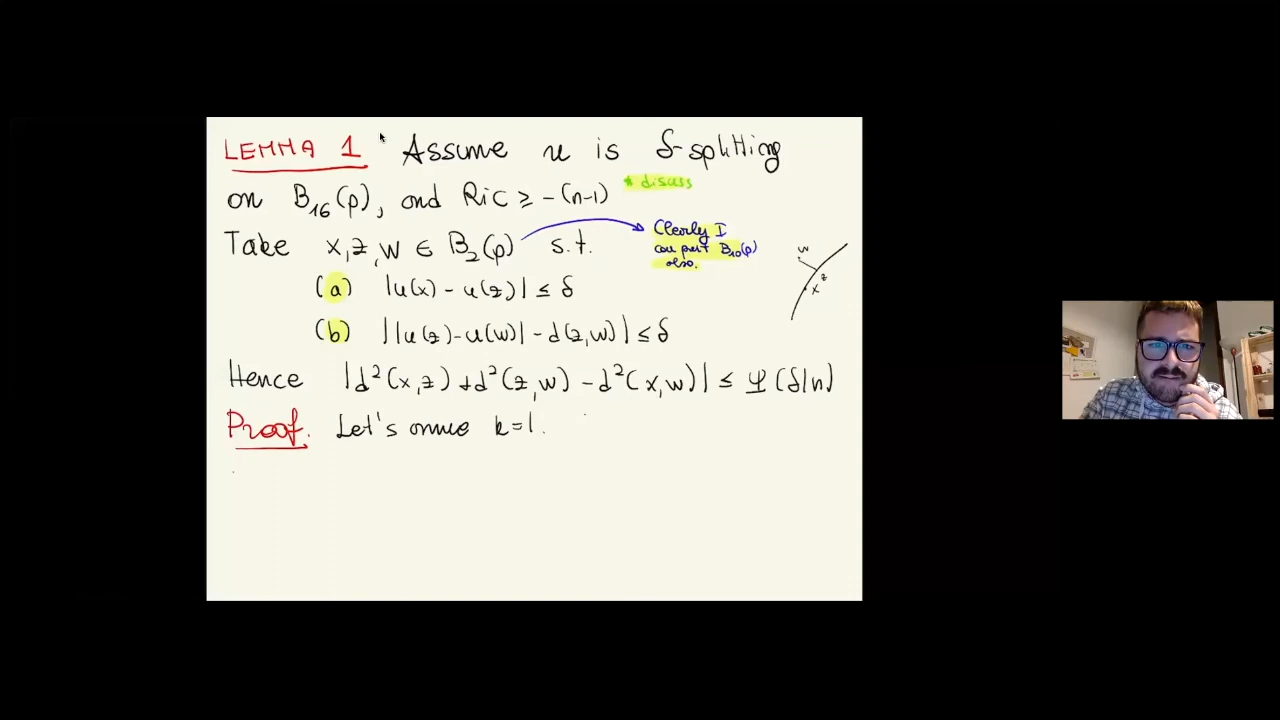 LEMMA 1 Assume u is δ-splitting
on B₁₆(p), and Ric ≥ -(n-1) * discuss
Take x,z,w ∈ B₂(p) s.t.
Clearly I
can put B₁₀(p)
also.
w
z
x
(a) |u(x) - u(z)| ≤ δ
(b) ||u(z)-u(w)| - d(z,w)| ≤ δ
Hence |d²(x,z) + d²(z,w) - d²(x,w)| ≤ Ψ(δ|n)
Proof. Let's k=1.